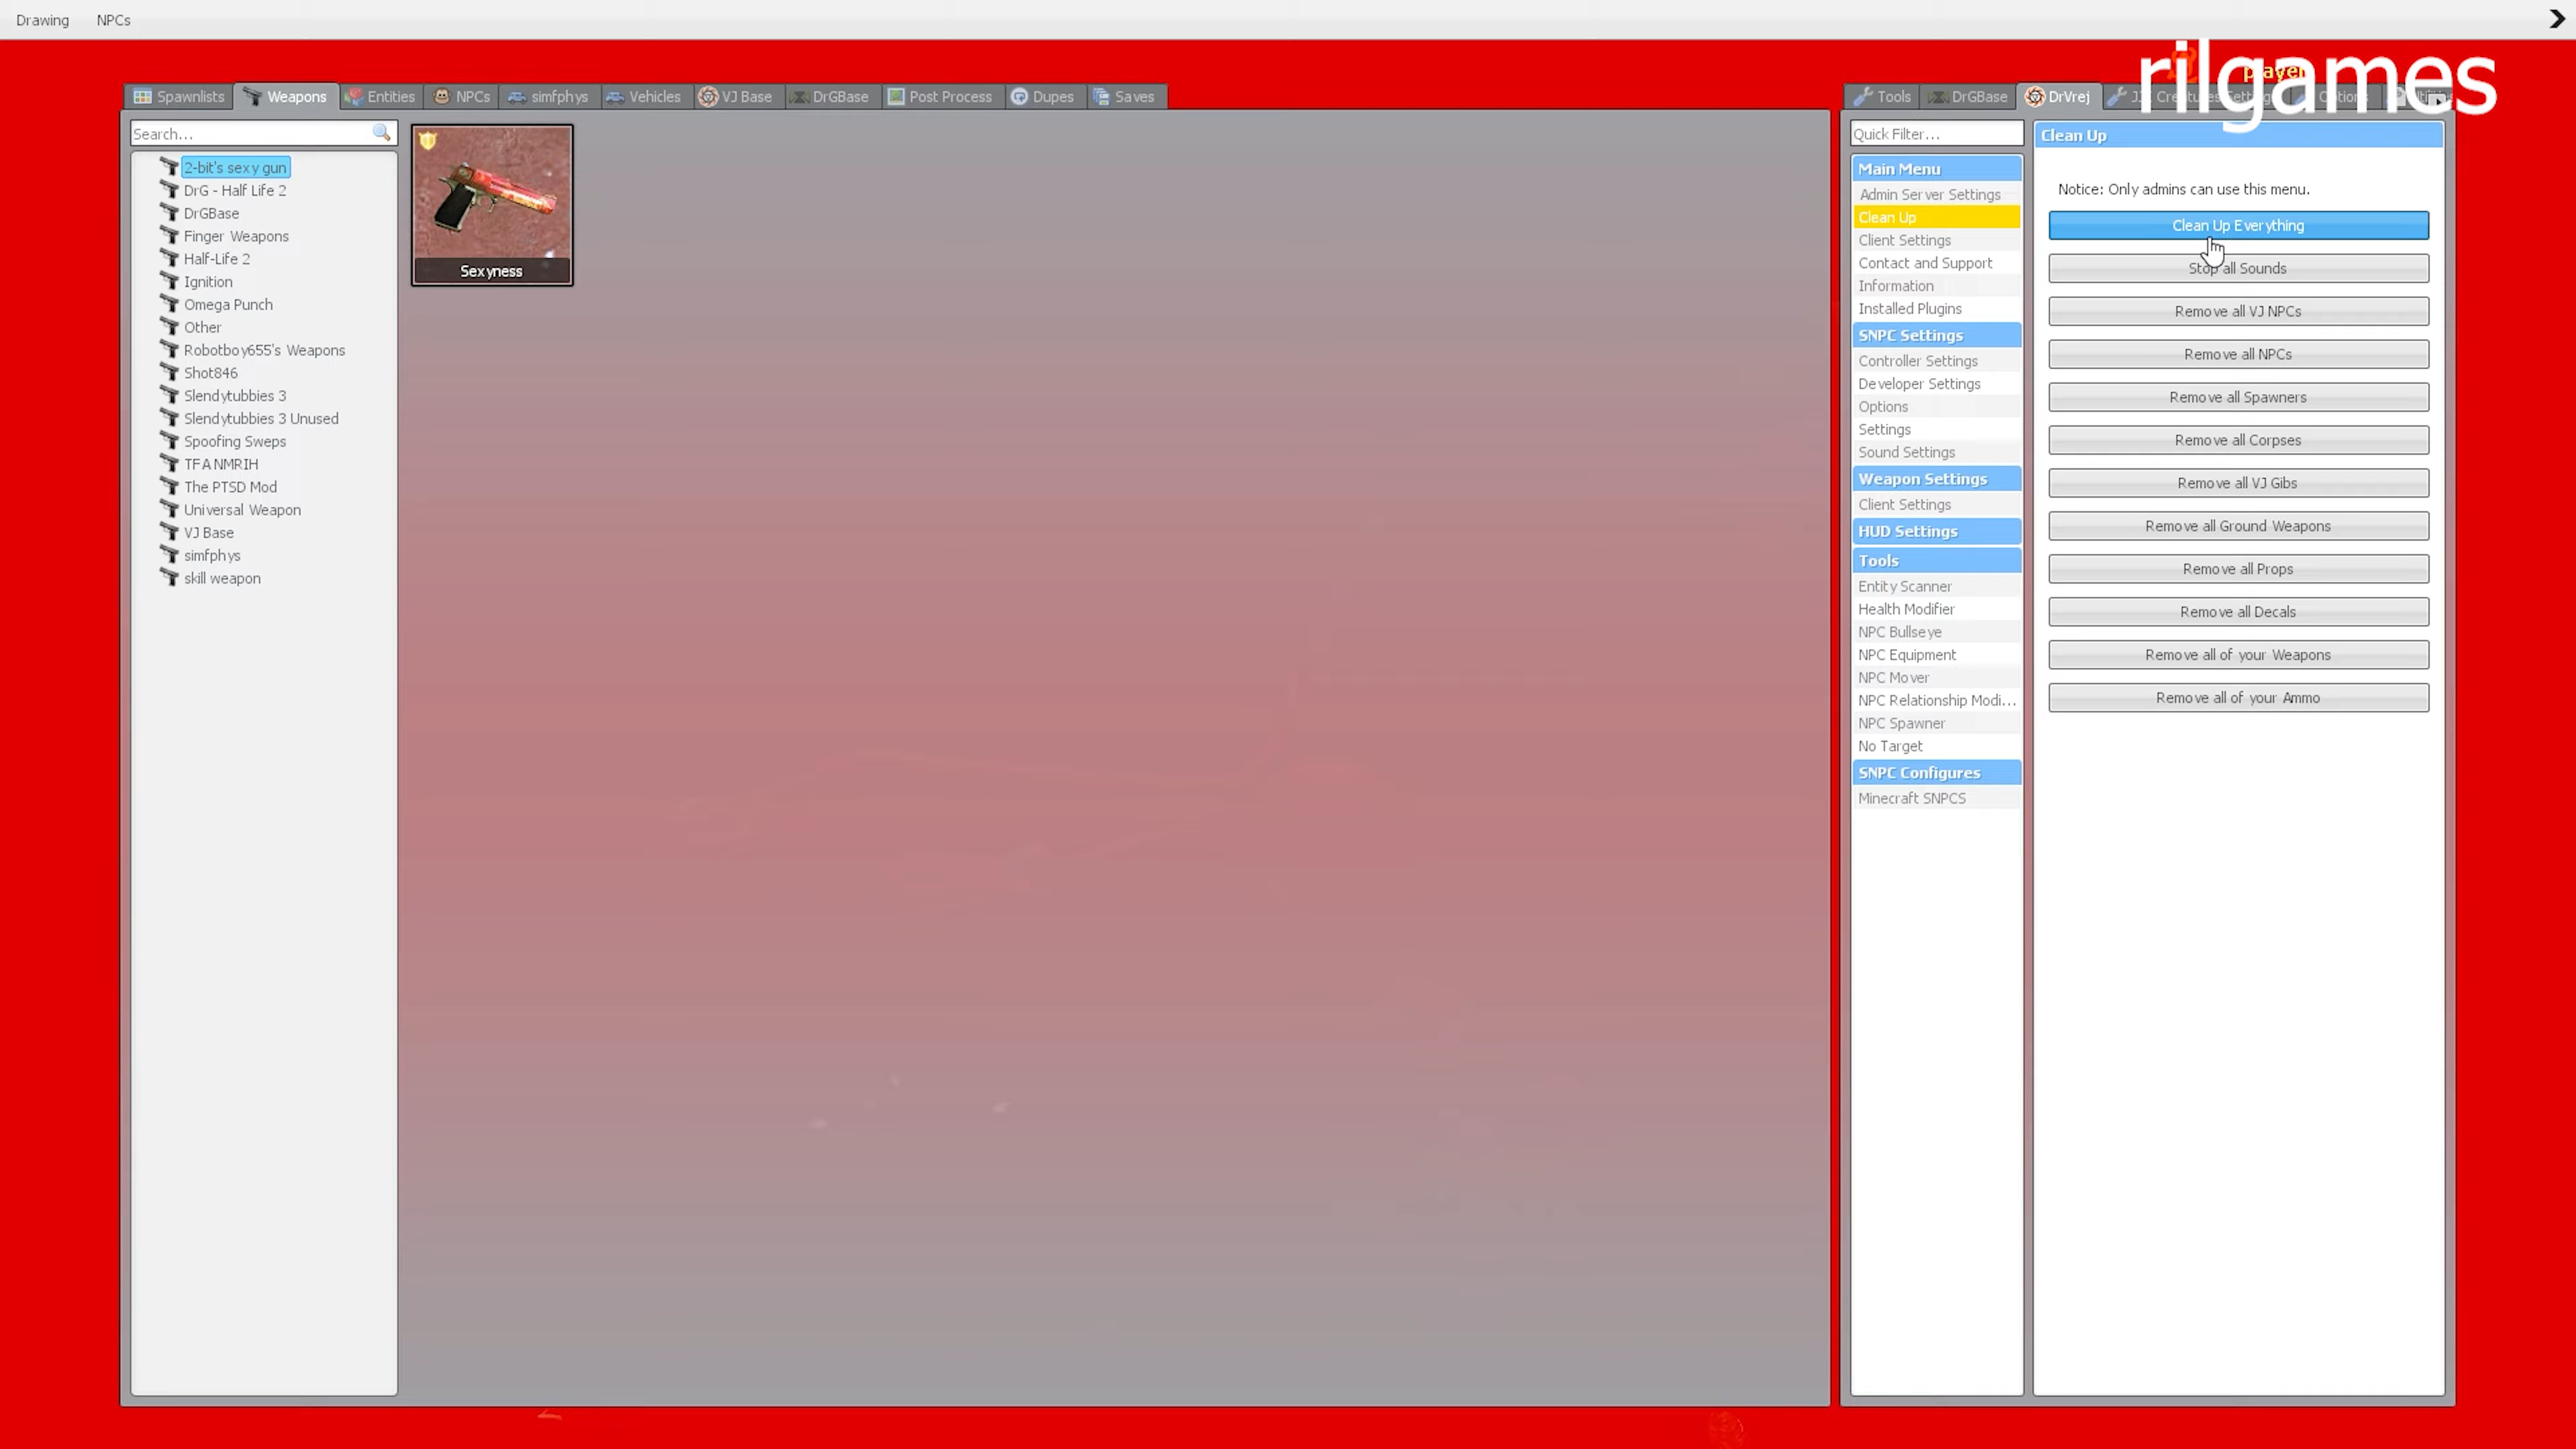 Drawing NPCs
rilgames
Spawnlists Weapons Entities NPCs simfphys Vehicles VJ Base DrGBase Post Process Dupes Saves
Search...
2-bit's sexy gun
DrG - Half Life 2
DrGBase
Finger Weapons
Half-Life 2
Ignition
Omega Punch
Other
Robotboy655's Weapons
Shot846
Slendytubbies 3
Slendytubbies 3 Unused
Spoofing Sweps
TFA NMRIH
The PTSD Mod
Universal Weapon
VJ Base
simfphys
skill weapon
Sexyness
Tools DrGBase DrVrej
Quick Filter...
Main Menu
Admin Server Settings
Clean Up
Client Settings
Contact and Support
Information
Installed Plugins
SNPC Settings
Controller Settings
Developer Settings
Options
Settings
Sound Settings
Weapon Settings
Client Settings
HUD Settings
Tools
Entity Scanner
Health Modifier
NPC Bullseye
NPC Equipment
NPC Mover
NPC Relationship Modi...
NPC Spawner
No Target
SNPC Configures
Minecraft SNPCS
Clean Up
Notice: Only admins can use this menu.
Clean Up Everything
Stop all Sounds
Remove all VJ NPCs
Remove all NPCs
Remove all Spawners
Remove all Corpses
Remove all VJ Gibs
Remove all Ground Weapons
Remove all Props
Remove all Decals
Remove all of your Weapons
Remove all of your Ammo